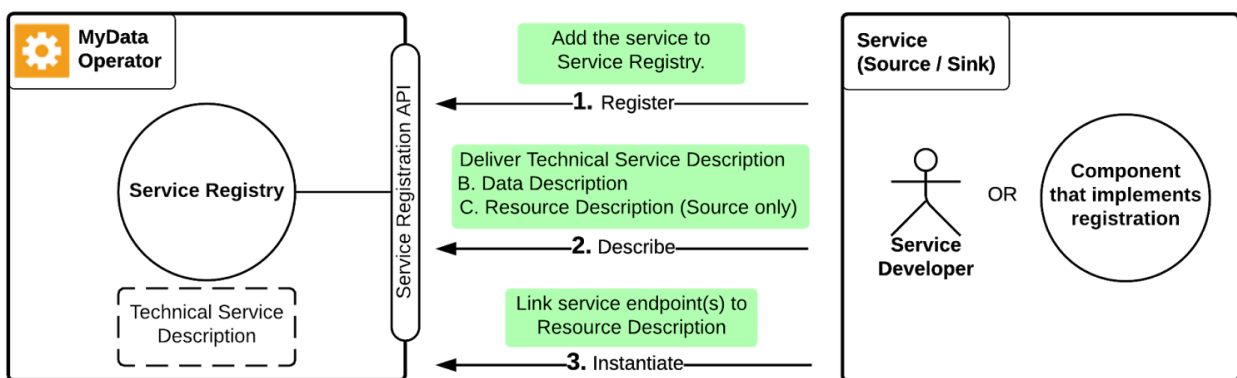 MyData
Operator
Service Registry
Technical Service
Description
Service Registration API
Add the service to
Service Registry.
1. Register
Deliver Technical Service Description
B. Data Description
C. Resource Description (Source only)
2. Describe
Link service endpoint(s) to
Resource Description
3. Instantiate
Service
(Source / Sink)
Service
Developer
OR
Component
that implements
registration